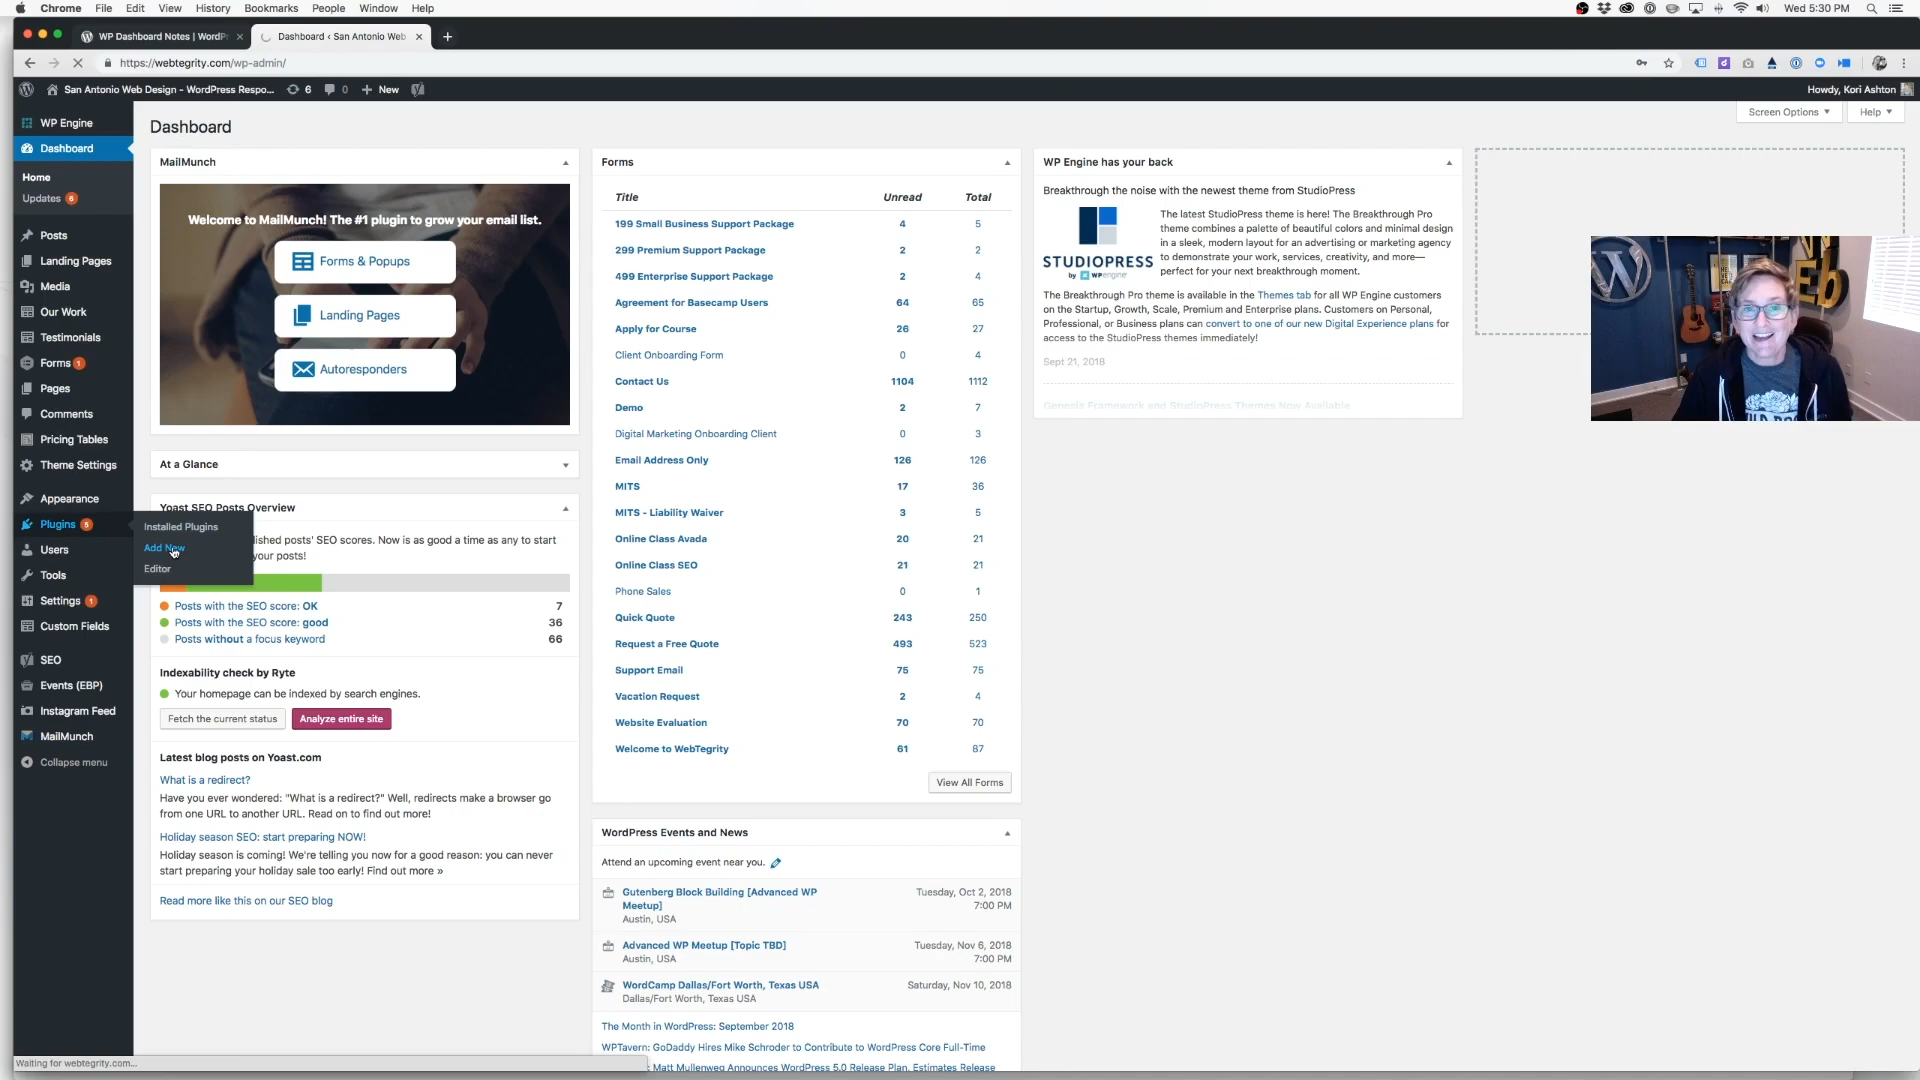 Chrome File Edit View History Bookmarks People Window Help
Wed 5:30 PM
WP Dashboard Notes | WordPr
Dashboard ‹ San Antonio Web
https://webtegrity.com/wp-admin/
San Antonio Web Design - WordPress Respo... 6 0 New
Howdy, Kori Ashton
Screen Options Help
WP Engine
Dashboard
Home
Updates 6
Posts
Landing Pages
Media
Our Work
Testimonials
Forms 1
Pages
Comments
Pricing Tables
Theme Settings
Appearance
Plugins 5
Users
Tools
Settings 1
Custom Fields
SEO
Events (EBP)
Instagram Feed
MailMunch
Collapse menu
Installed Plugins
Add New
Editor
Dashboard
MailMunch
Welcome to MailMunch! The #1 plugin to grow your email list.
Forms & Popups
Landing Pages
Autoresponders
At a Glance
Yoast SEO Posts Overview
lished posts' SEO scores. Now is as good a time as any to start
your posts!
Posts with the SEO score: OK 7
Posts with the SEO score: good 36
Posts without a focus keyword 66
Indexability check by Ryte
Your homepage can be indexed by search engines.
Fetch the current status Analyze entire site
Latest blog posts on Yoast.com
What is a redirect?
Have you ever wondered: "What is a redirect?" Well, redirects make a browser go
from one URL to another URL. Read on to find out more!
Holiday season SEO: start preparing NOW!
Holiday season is coming! We're telling you now for a good reason: you can never
start preparing your holiday sale too early! Find out more »
Read more like this on our SEO blog
Forms
Title Unread Total
199 Small Business Support Package 4 5
299 Premium Support Package 2 2
499 Enterprise Support Package 2 4
Agreement for Basecamp Users 64 65
Apply for Course 26 27
Client Onboarding Form 0 4
Contact Us 1104 1112
Demo 2 7
Digital Marketing Onboarding Client 0 3
Email Address Only 126 126
MITS 17 36
MITS - Liability Waiver 3 5
Online Class Avada 20 21
Online Class SEO 21 21
Phone Sales 0 1
Quick Quote 243 250
Request a Free Quote 493 523
Support Email 75 75
Vacation Request 2 4
Website Evaluation 70 70
Welcome to WebTegrity 61 87
View All Forms
WordPress Events and News
Attend an upcoming event near you.
Gutenberg Block Building [Advanced WP Tuesday, Oct 2, 2018
Meetup] 7:00 PM
Austin, USA
Advanced WP Meetup [Topic TBD] Tuesday, Nov 6, 2018
Austin, USA 7:00 PM
WordCamp Dallas/Fort Worth, Texas USA Saturday, Nov 10, 2018
Dallas/Fort Worth, Texas USA
The Month in WordPress: September 2018
WPTavern: GoDaddy Hires Mike Schroder to Contribute to WordPress Core Full-Time
: Matt Mullenweg Announces WordPress 5.0 Release Plan, Estimates Release
WP Engine has your back
Breakthrough the noise with the newest theme from StudioPress
STUDIOPRESS
by WPengine
The latest StudioPress theme is here! The Breakthrough Pro
theme combines a palette of beautiful colors and minimal design
in a sleek, modern layout for an advertising or marketing agency
to demonstrate your work, services, creativity, and more—
perfect for your next breakthrough moment.
The Breakthrough Pro theme is available in the Themes tab for all WP Engine customers
on the Startup, Growth, Scale, Premium and Enterprise plans. Customers on Personal,
Professional, or Business plans can convert to one of our new Digital Experience plans for
access to the StudioPress themes immediately!
Sept 21, 2018
Genesis Framework and StudioPress Themes Now Available
Waiting for webtegrity.com...